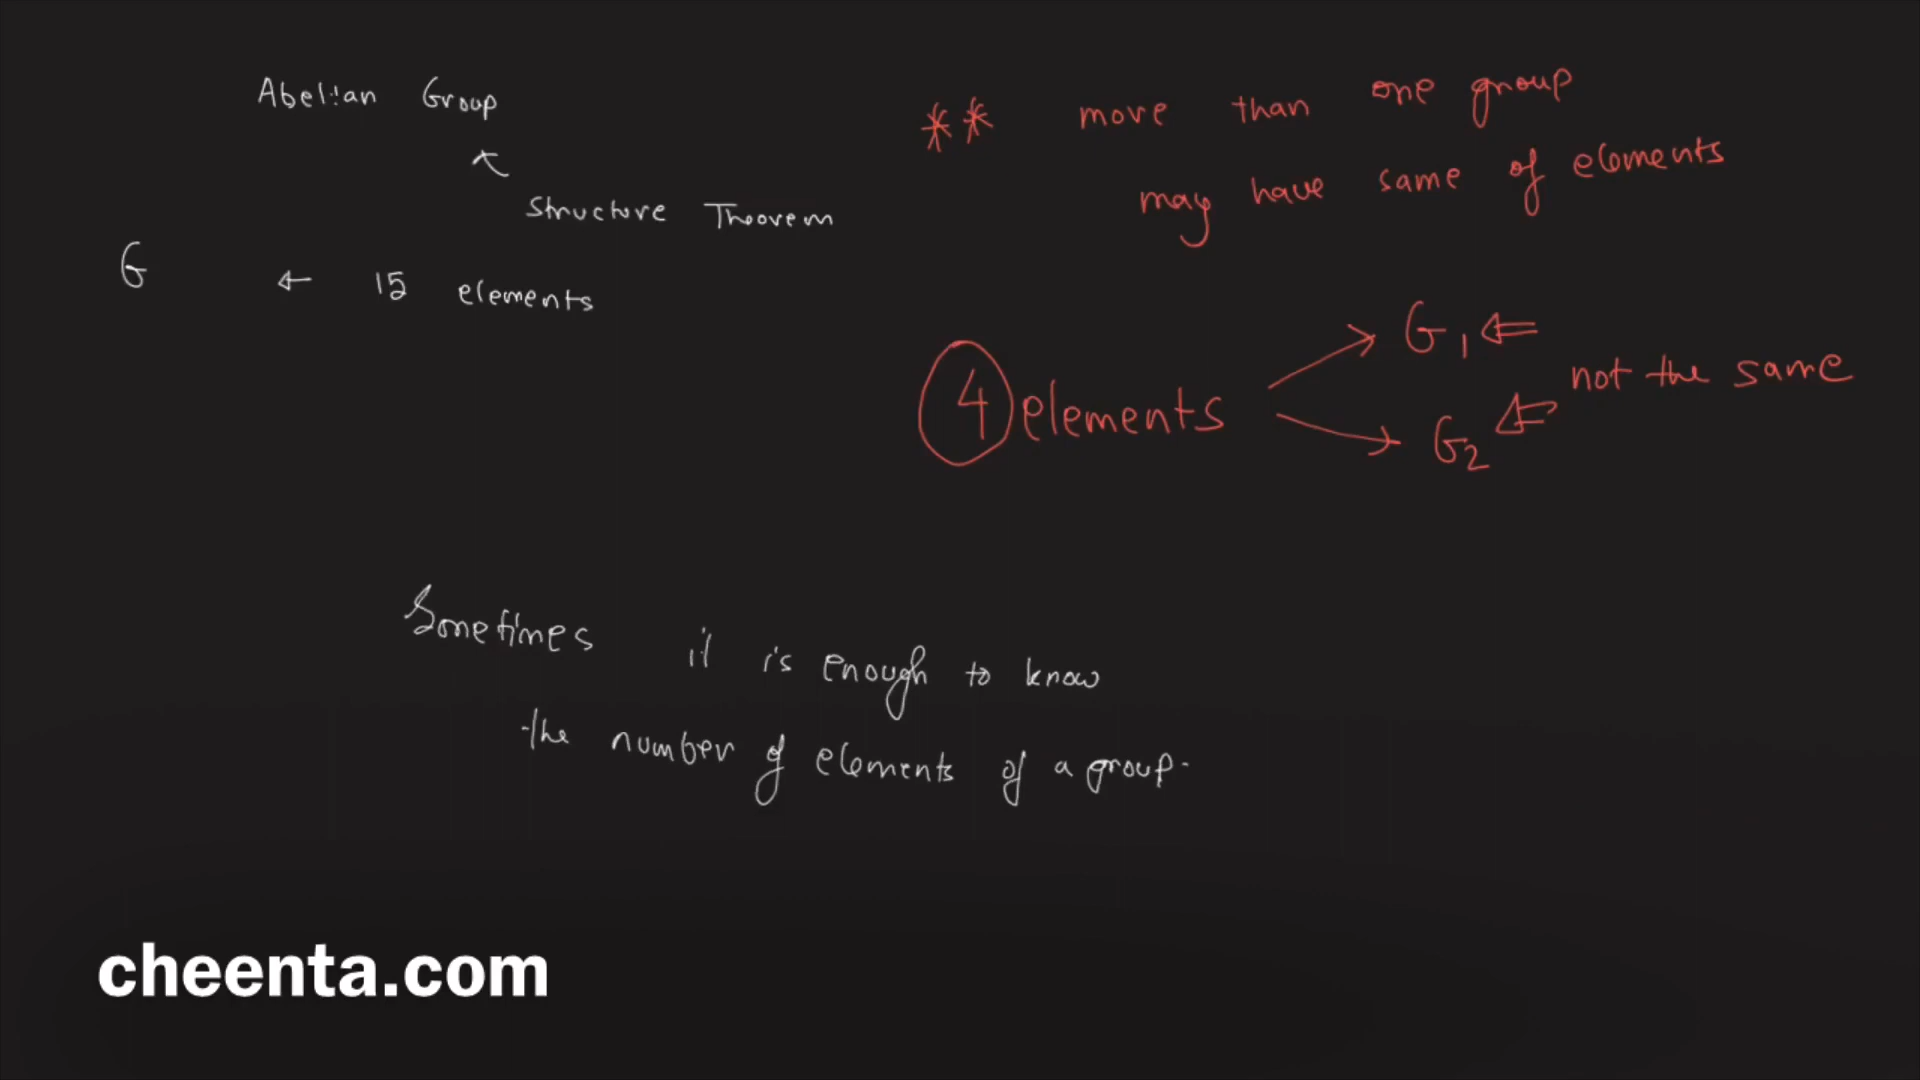 Abelian Group
Structure Theorem
G ← 15 elements
** more than one group
may have same of elements
4 elements
G1
G2
not the same
Sometimes it is enough to know
the number of elements of a group.
cheenta.com